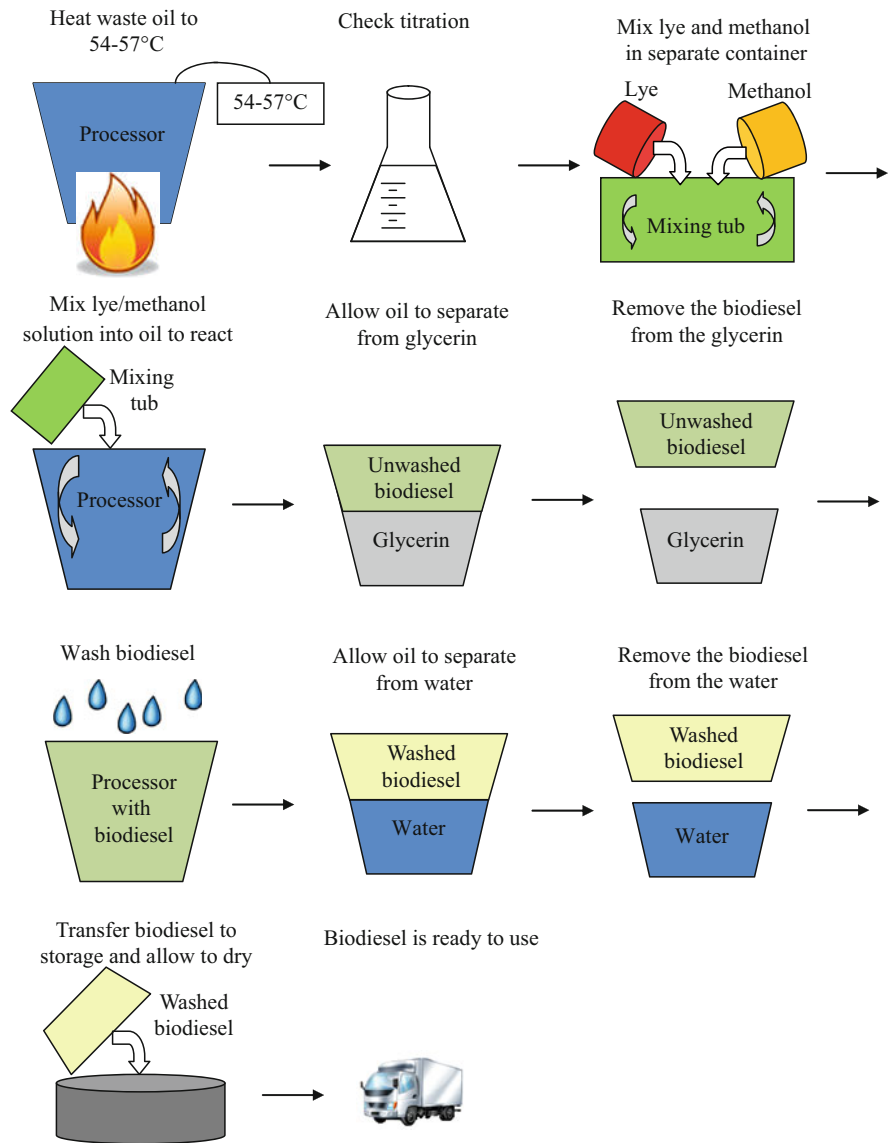 Heat waste oil to
54-57°C
54-57°C
Processor
Check titration
Mix lye and methanol
in separate container
Lye
Methanol
Mixing tub
Mix lye/methanol
solution into oil to react
Mixing
tub
Processor
Allow oil to separate
from glycerin
Unwashed
biodiesel
Glycerin
Remove the biodiesel
from the glycerin
Unwashed
biodiesel
Glycerin
Wash biodiesel
Processor
with
biodiesel
Allow oil to separate
from water
Washed
biodiesel
Water
Remove the biodiesel
from the water
Washed
biodiesel
Water
Transfer biodiesel to
storage and allow to dry
Washed
biodiesel
Biodiesel is ready to use